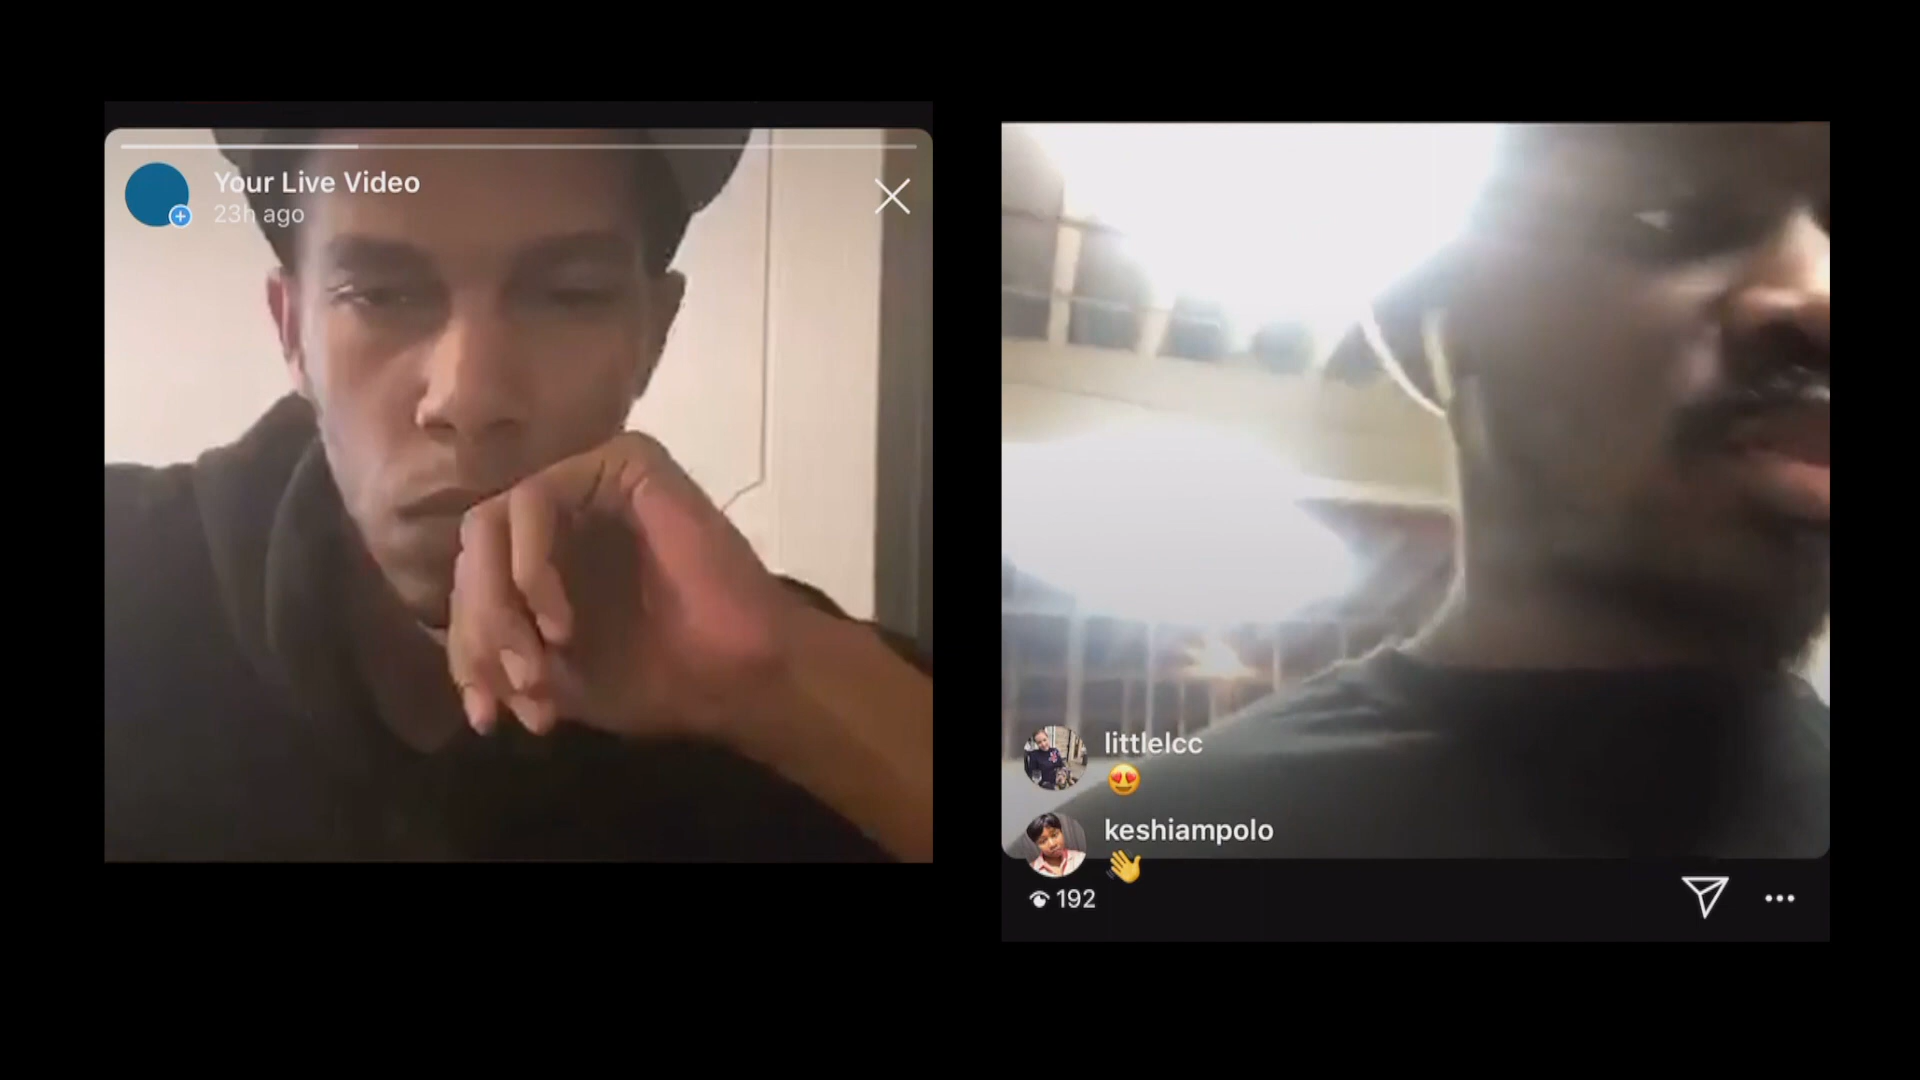 Your Live Video
23h ago
littlelcc
😍
keshiampolo
👋
192